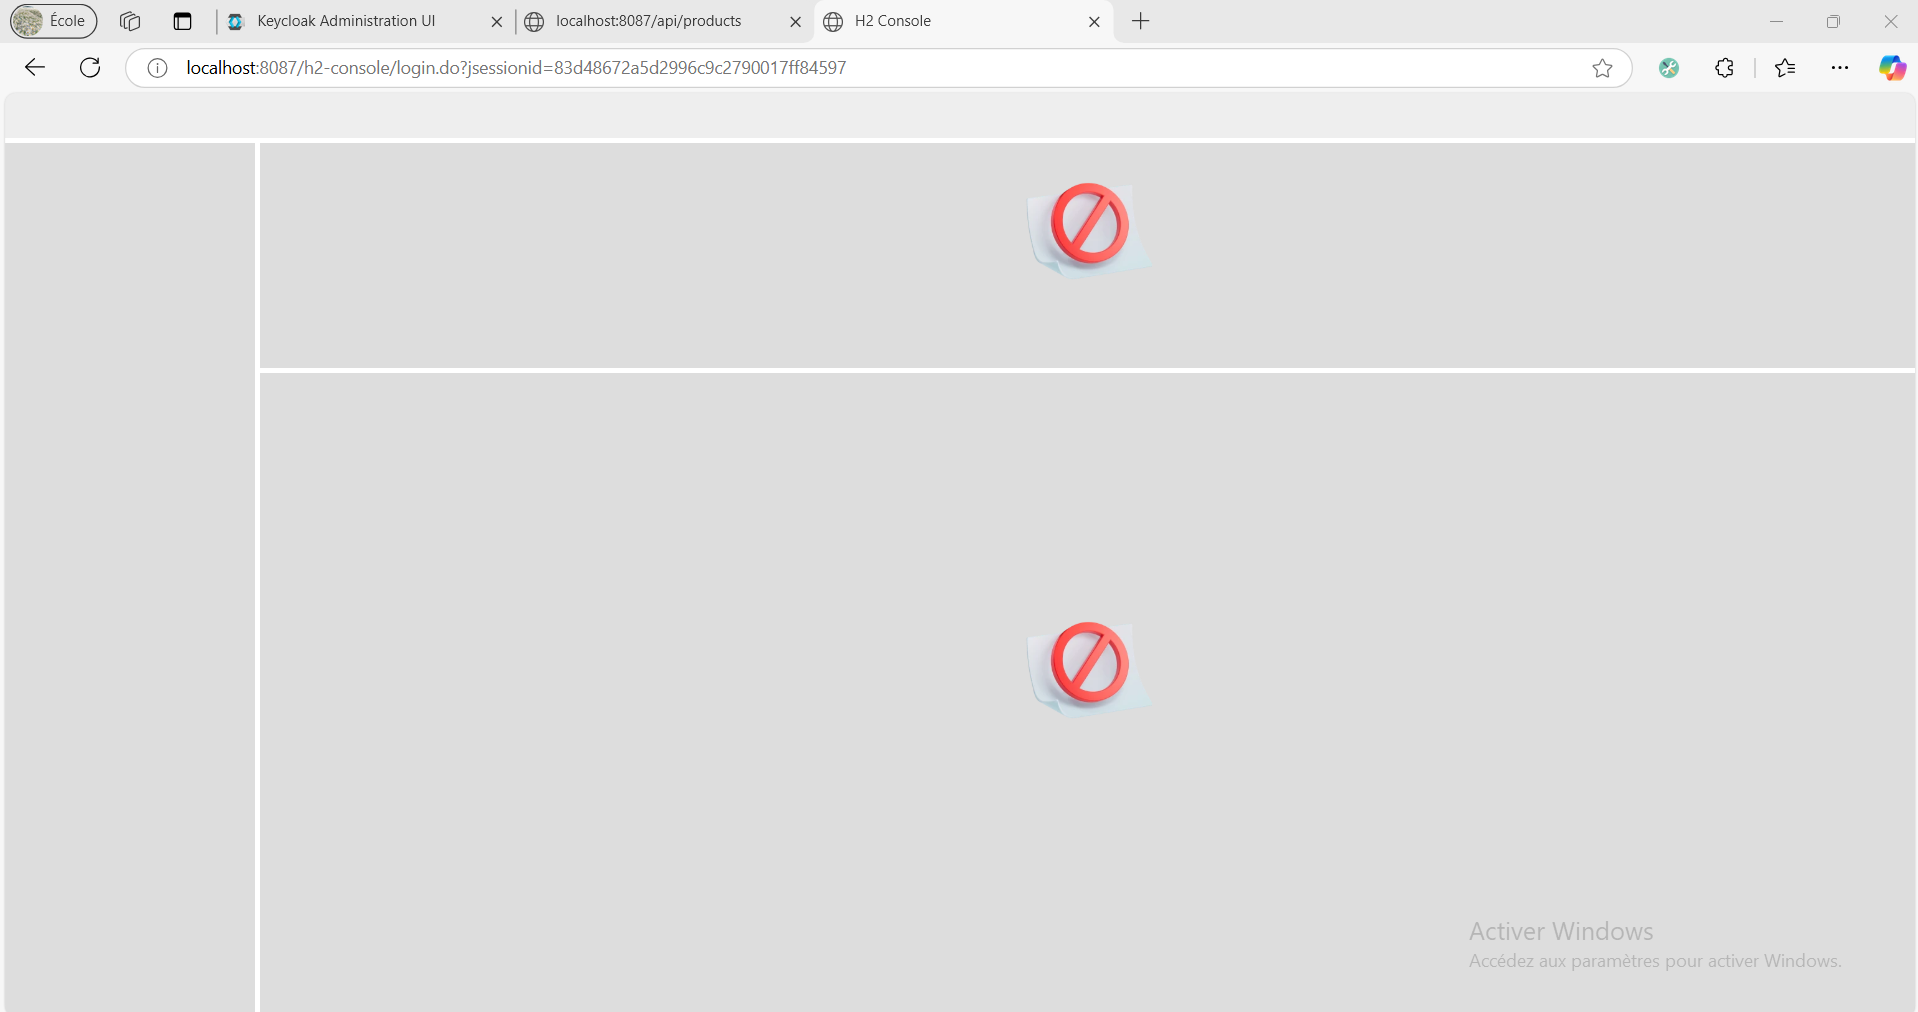 École
Keycloak Administration UI
localhost:8087/api/products
H2 Console
localhost:8087/h2-console/login.do?jsessionid=83d48672a5d2996c9c2790017ff84597
Activer Windows
Accédez aux paramètres pour activer Windows.